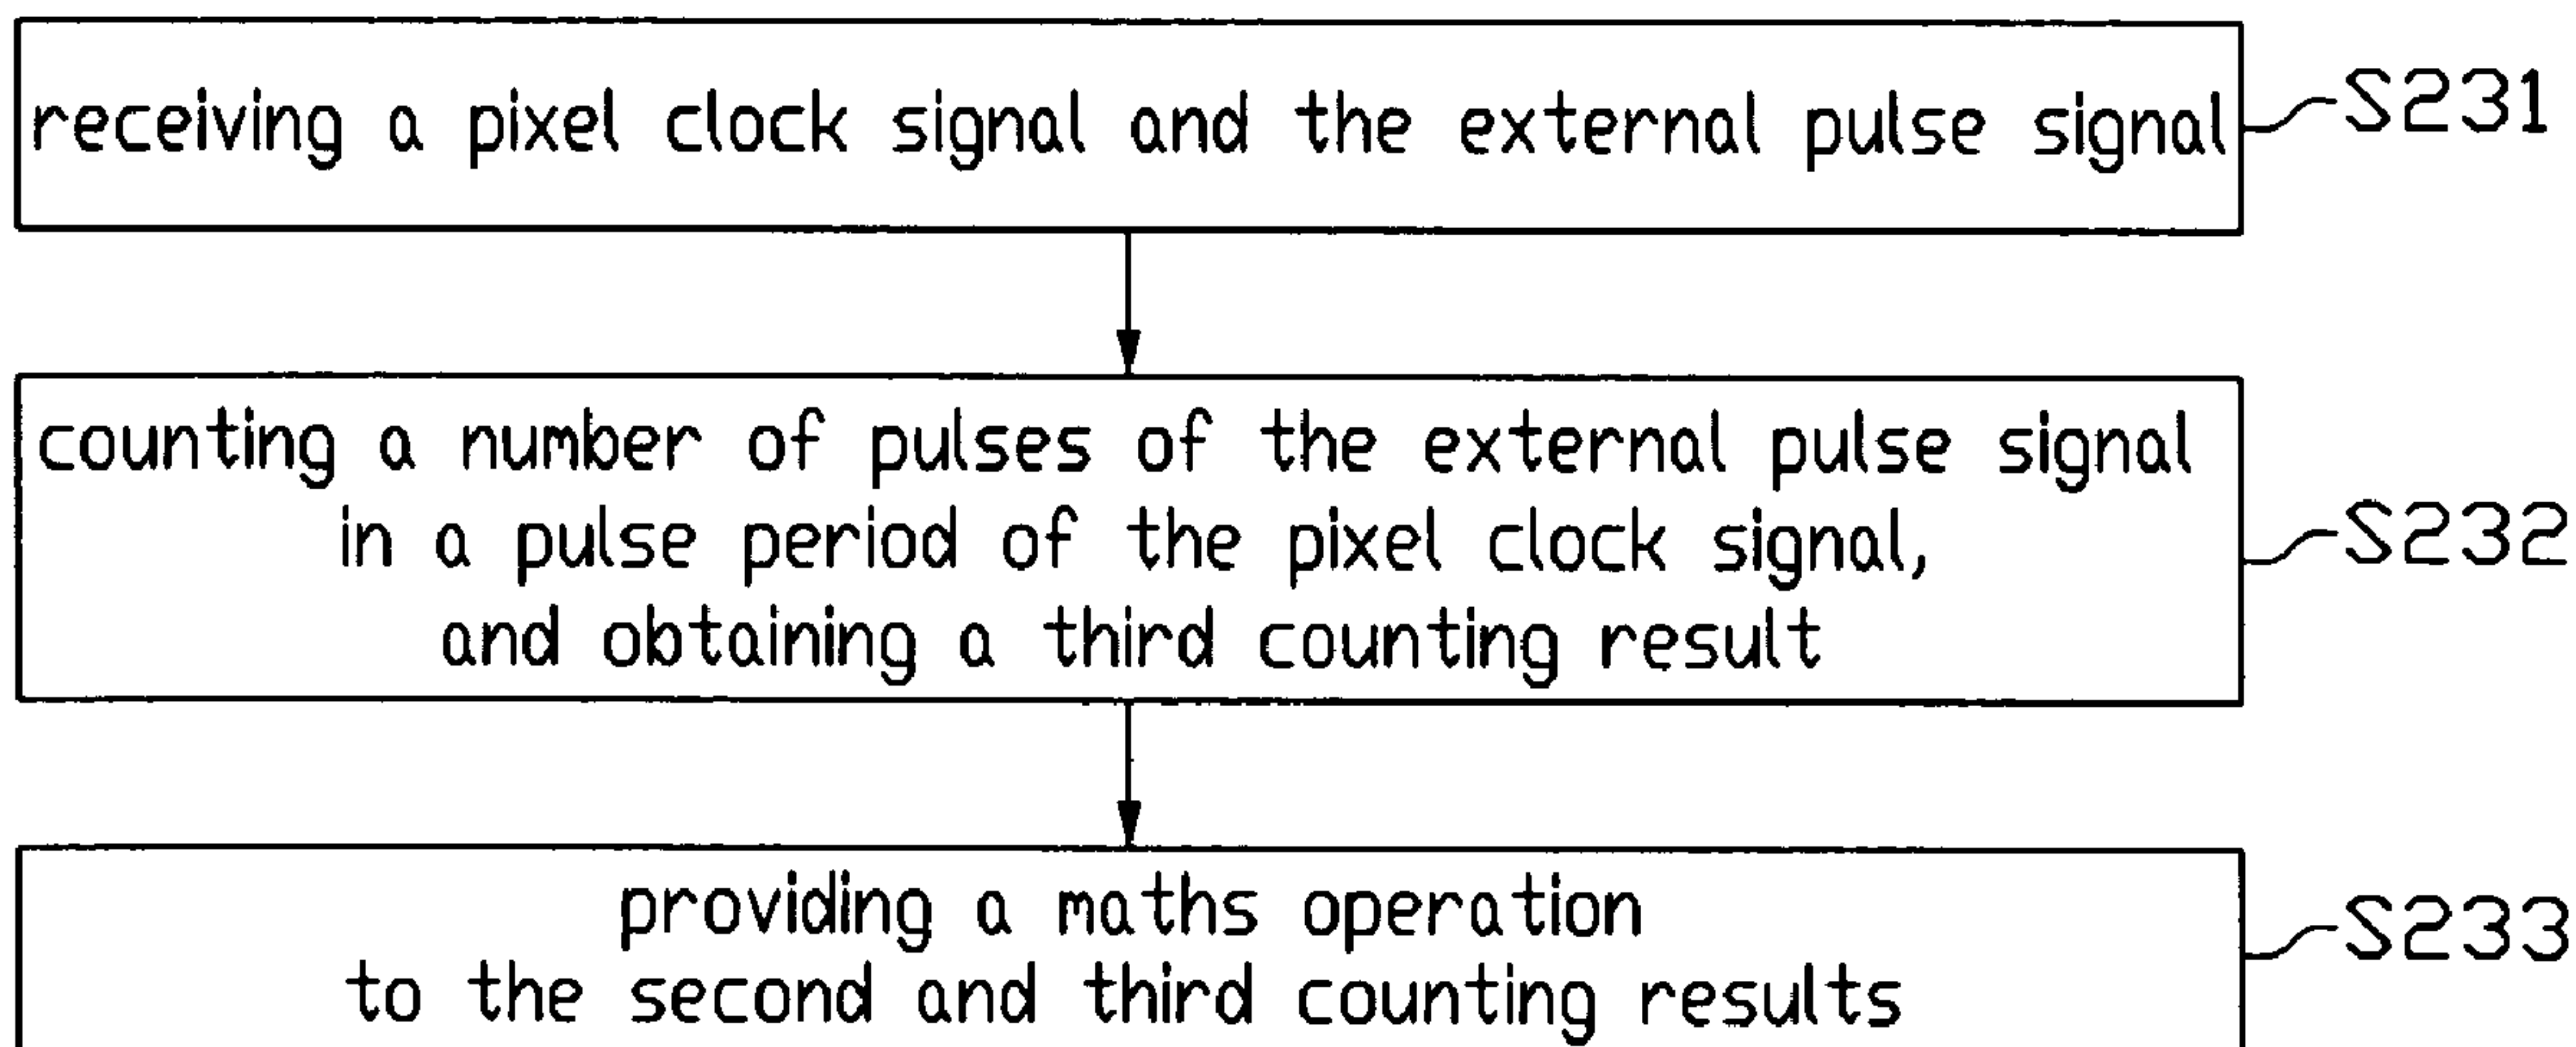 receiving a pixel clock signal and the external pulse signal
S231
counting a number of pulses of the external pulse signal
in a pulse period of the pixel clock signal,
and obtaining a third counting result
S232
providing a maths operation
to the second and third counting results
S233